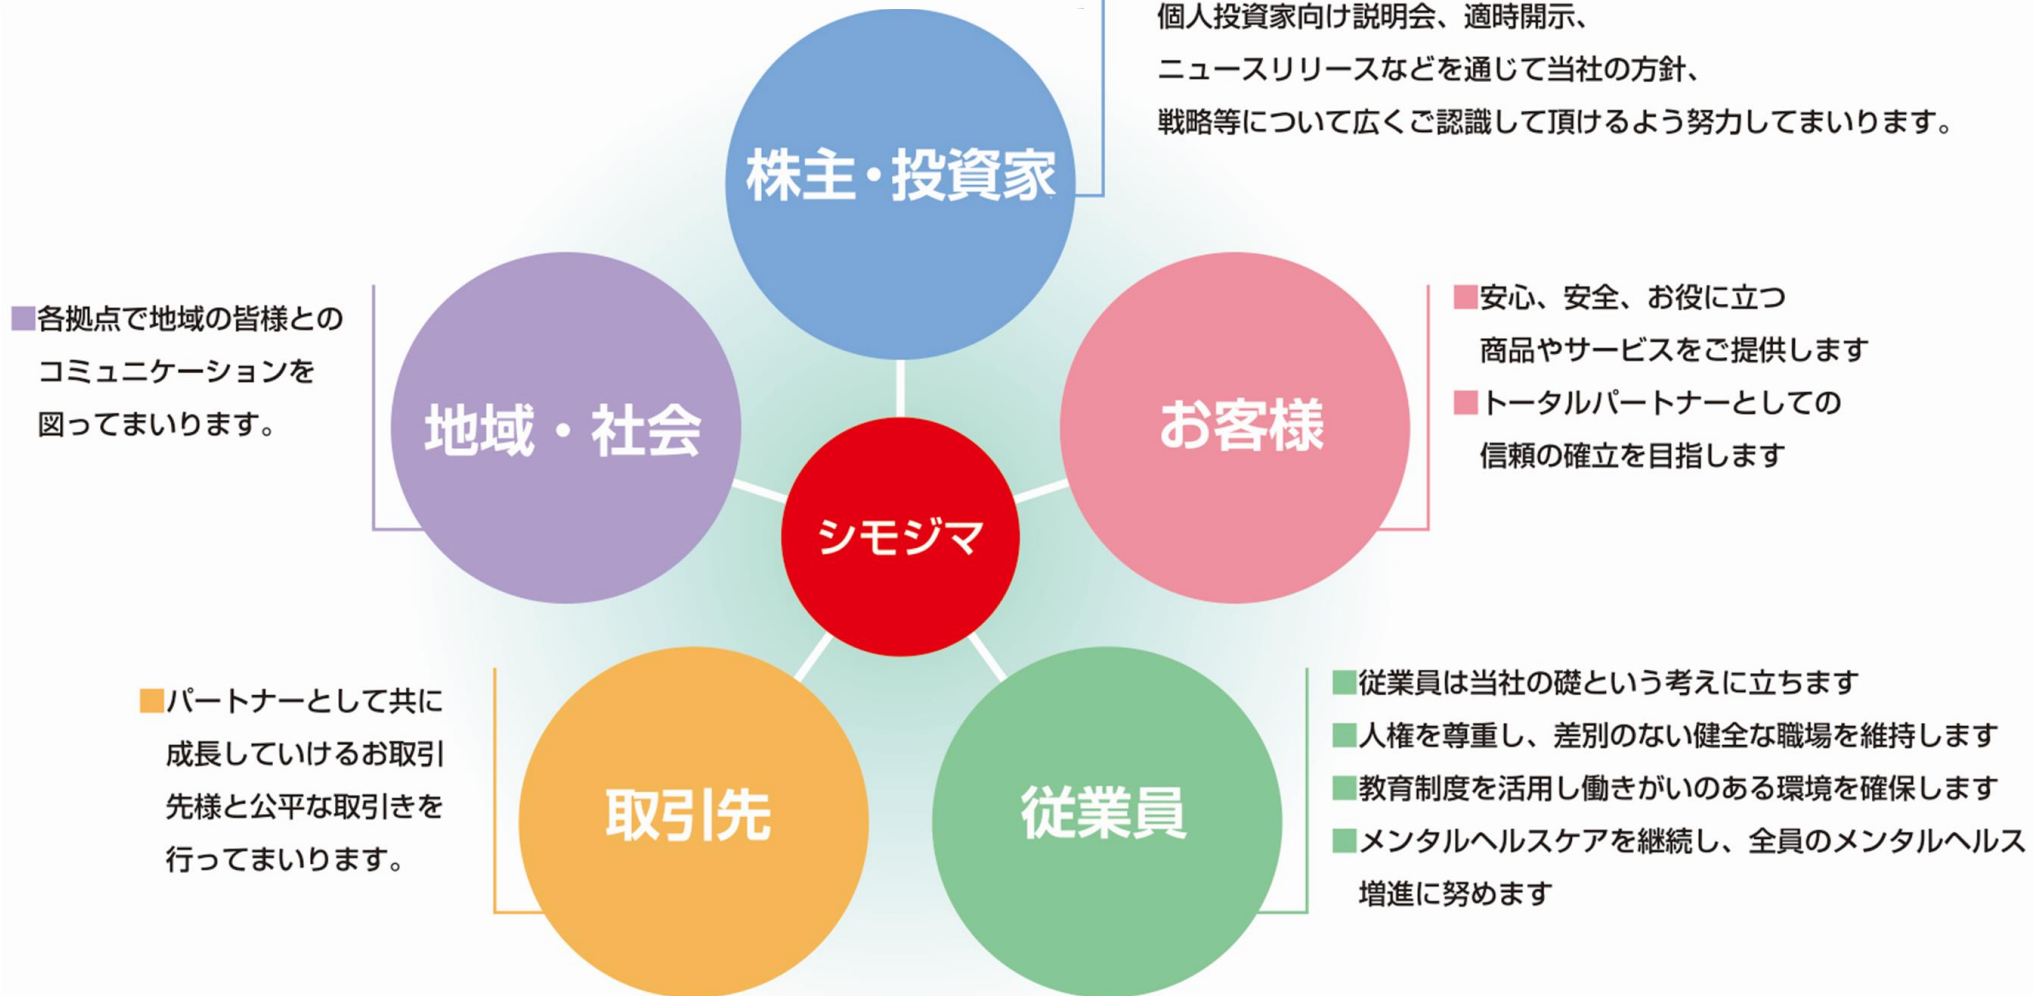 個人投資家向け説明会、適時開示、
ニュースリリースなどを通じて当社の方針、
戦略等について広くご認識して頂けるよう努力してまいります。
株主・投資家
■各拠点で地域の皆様との
コミュニケーションを
図ってまいります。
地域・社会
お客様
■安心、安全、お役に立つ
商品やサービスをご提供します
■トータルパートナーとしての
信頼の確立を目指します
シモジマ
■パートナーとして共に
成長していけるお取引
先様と公平な取引きを
行ってまいります。
取引先
従業員
■従業員は当社の礎という考えに立ちます
■人権を尊重し、差別のない健全な職場を維持します
■教育制度を活用し働きがいのある環境を確保します
■メンタルヘルスケアを継続し、全員のメンタルヘルス
増進に努めます